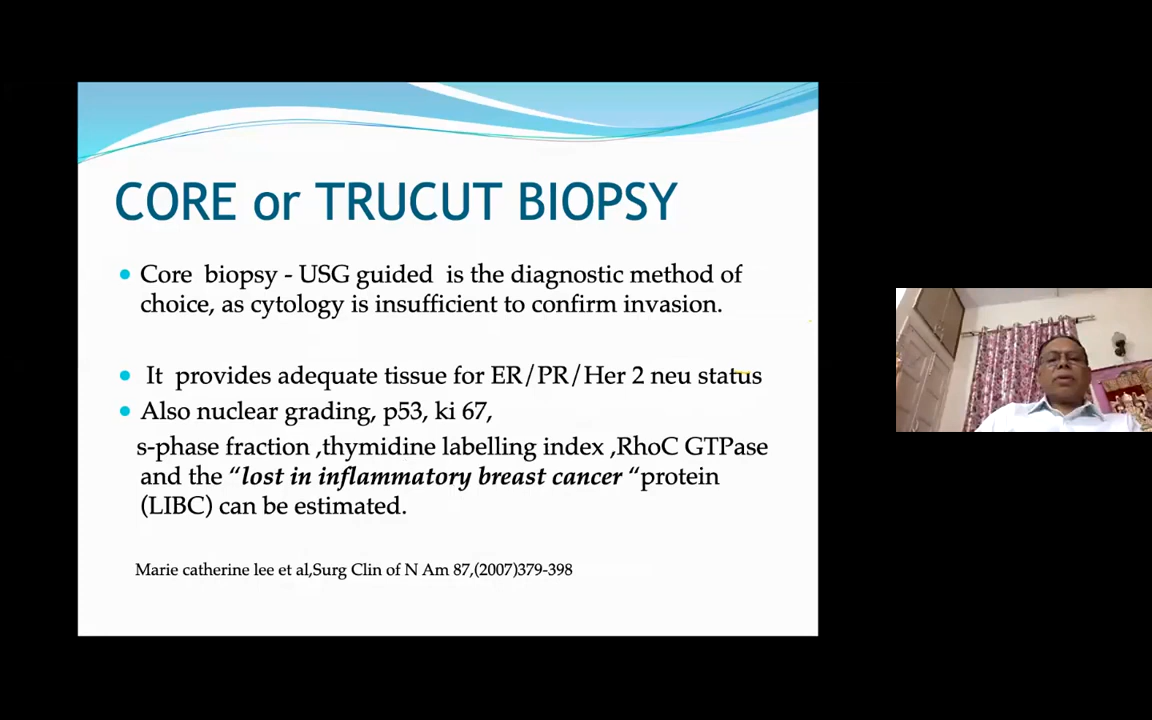 CORE or TRUCUT BIOPSY
Core biopsy - USG guided is the diagnostic method of
choice, as cytology is insufficient to confirm invasion.
It provides adequate tissue for ER/PR/Her 2 neu status
Also nuclear grading, p53, ki 67,
s-phase fraction ,thymidine labelling index ,RhoC GTPase
and the “lost in inflammatory breast cancer “protein
(LIBC) can be estimated.
Marie catherine lee et al,Surg Clin of N Am 87,(2007)379-398